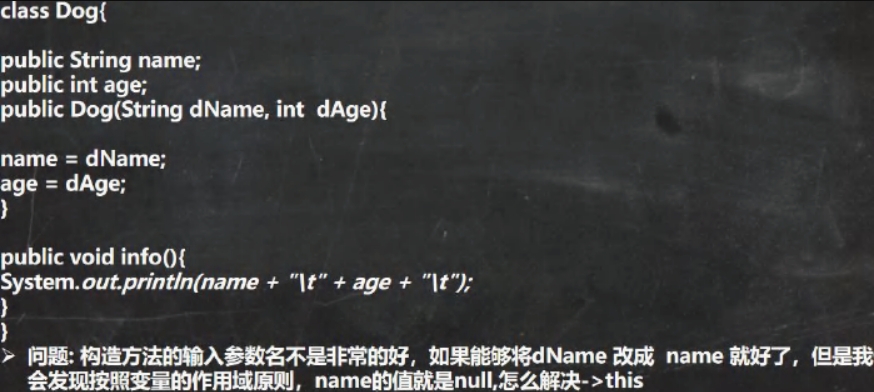 class Dog{
public String name;
public int age;
public Dog(String dName, int  dAge){
name = dName;
age = dAge;
}
public void info(){
System.out.println(name + "\t" + age + "\t");
}
}
➢ 问题: 构造方法的输入参数名不是非常的好，如果能够将dName 改成  name 就好了，但是我
会发现按照变量的作用域原则，name的值就是null,怎么解决->this